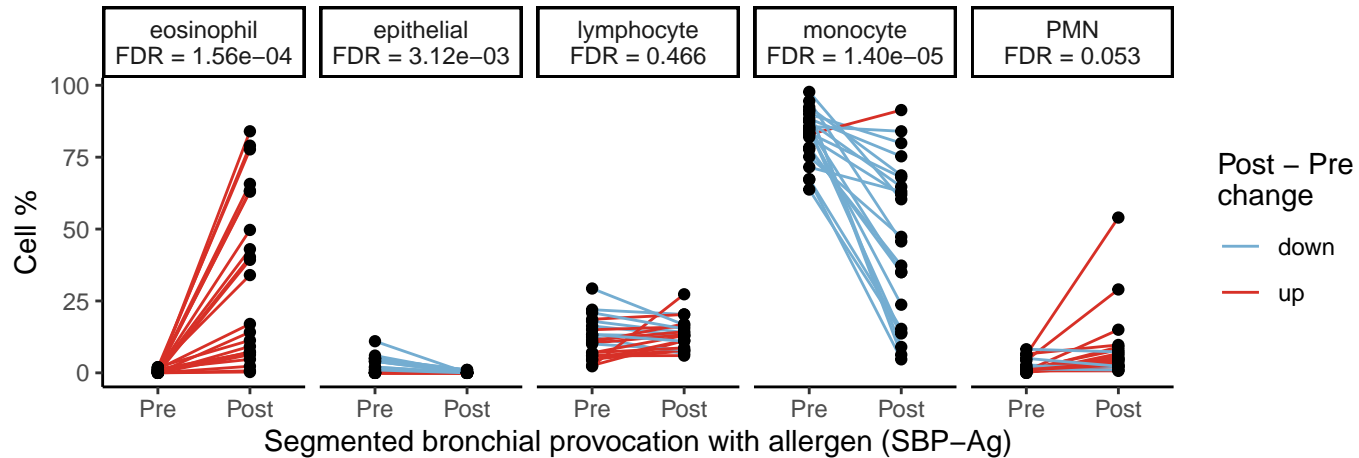 eosinophil
FDR = 1.56e−04
epithelial
FDR = 3.12e−03
lymphocyte
FDR = 0.466
monocyte
FDR = 1.40e−05
PMN
FDR = 0.053
Cell %
100
75
50
25
0
Pre Post
Pre Post
Pre Post
Pre Post
Pre Post
Segmented bronchial provocation with allergen (SBP−Ag)
Post − Pre
change
down
up